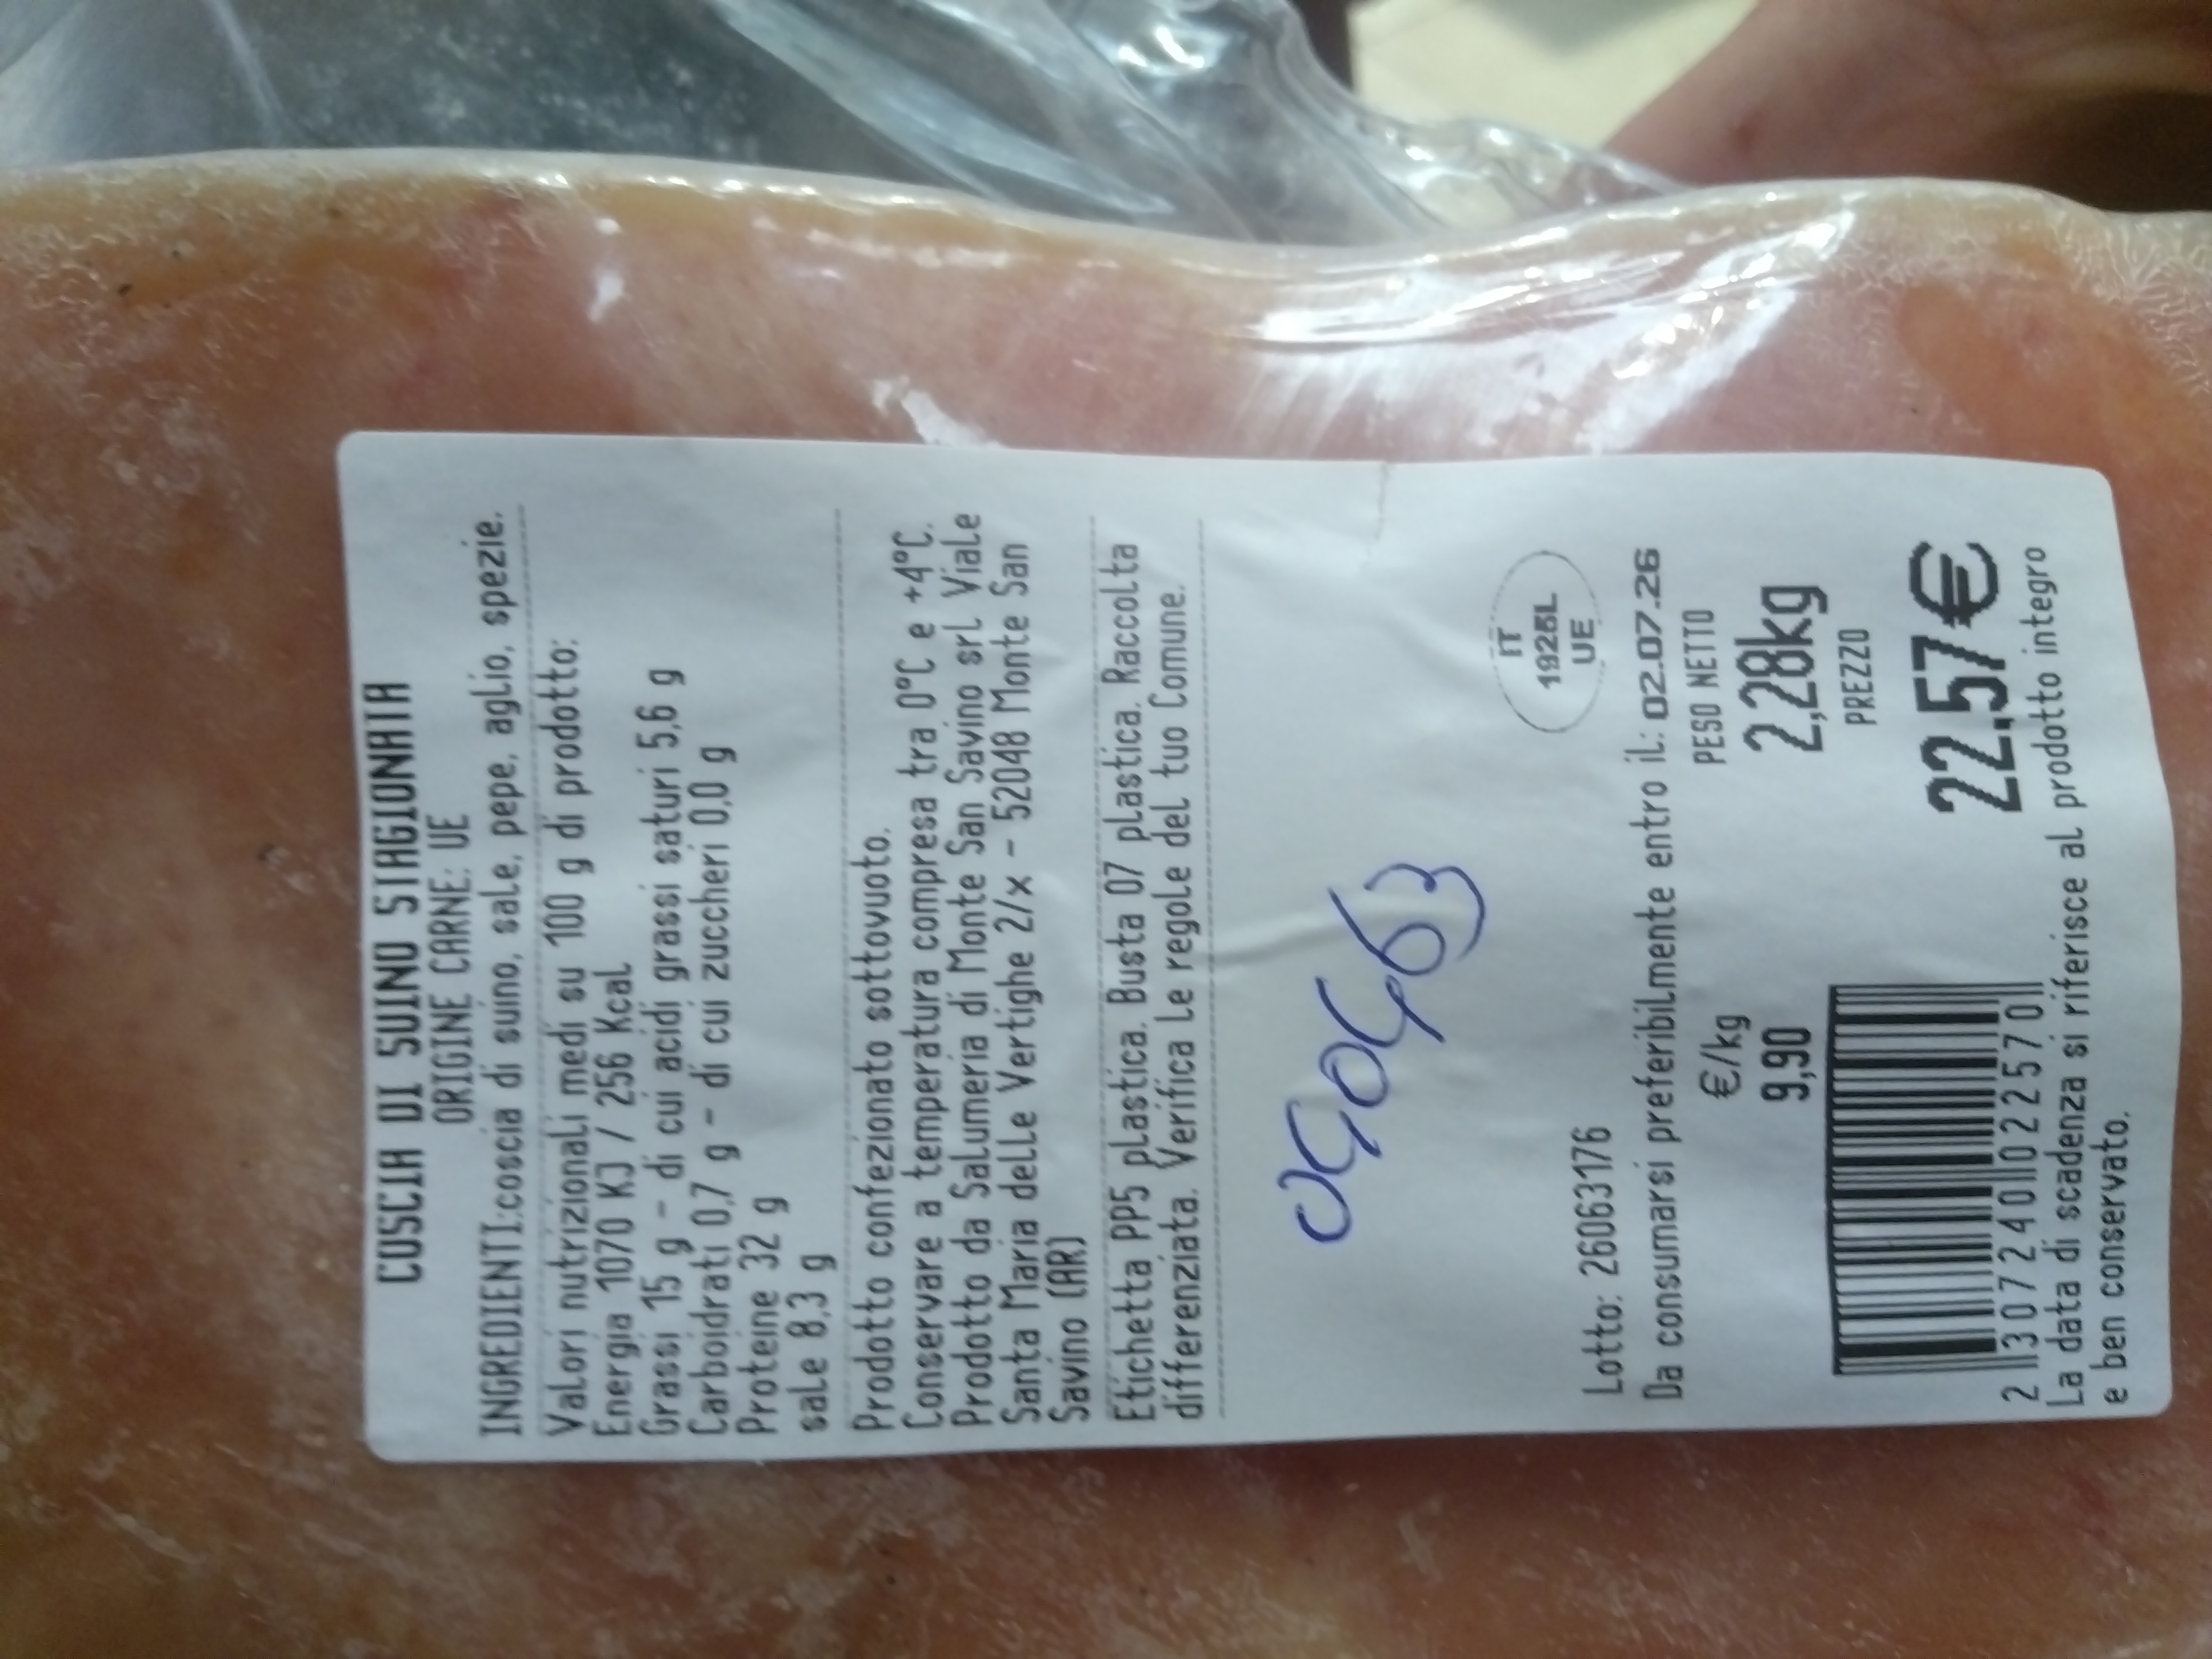 COSCIA DI SUINO STAGIONATA
ORIGINE CARNE: UE
INGREDIENTI:coscia di suino, sale, pepe, aglio, spezie.
Valori nutrizionali medi su 100 g di prodotto:
Energia 1070 KJ / 256 Kcal
Grassi 15 g - di cui acidi grassi saturi 5,6 g
Carboidrati 0,7 g - di cui zuccheri 0,0 g
Proteine 32 g
sale 8,3 g
Prodotto confezionato sottovuoto.
Conservare a temperatura compresa tra 0°C e +4°C.
Prodotto da Salumeria di Monte San Savino srl Viale
Santa Maria delle Vertighe 2/x - 52048 Monte San
Savino (AR)
Etichetta PP5 plastica. Busta 07 plastica. Raccolta
differenziata. Verifica le regole del tuo Comune.
040463
IT
1926L
UE
Lotto: 26063176
Da consumarsi preferibilmente entro il: 02.07.26
€/kg
9,90
PESO NETTO
2,28kg
PREZZO
22,57€
2 307240 022570
La data di scadenza si riferisce al prodotto integro
e ben conservato.